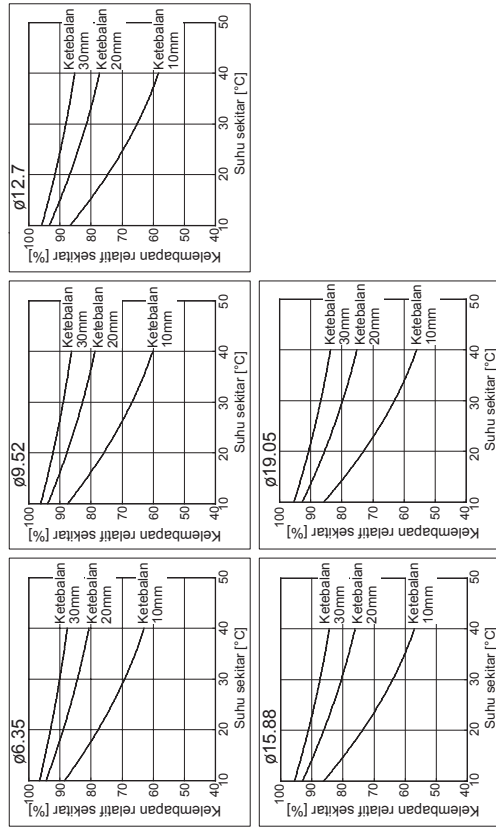 ø6.35
Kelembapan relatif sekitar [%]
100
90
80
70
60
50
40
Ketebalan
30mm
Ketebalan
20mm
Ketebalan
10mm
10
20
30
40
50
Suhu sekitar [°C]
ø9.52
Kelembapan relatif sekitar [%]
100
90
80
70
60
50
40
Ketebalan
30mm
Ketebalan
20mm
Ketebalan
10mm
10
20
30
40
50
Suhu sekitar [°C]
ø12.7
Kelembapan relatif sekitar [%]
100
90
80
70
60
50
40
Ketebalan
30mm
Ketebalan
20mm
Ketebalan
10mm
10
20
30
40
50
Suhu sekitar [°C]
ø15.88
Kelembapan relatif sekitar [%]
100
90
80
70
60
50
40
Ketebalan
30mm
Ketebalan
20mm
Ketebalan
10mm
10
20
30
40
50
Suhu sekitar [°C]
ø19.05
Kelembapan relatif sekitar [%]
100
90
80
70
60
50
40
Ketebalan
30mm
Ketebalan
20mm
Ketebalan
10mm
10
20
30
40
50
Suhu sekitar [°C]